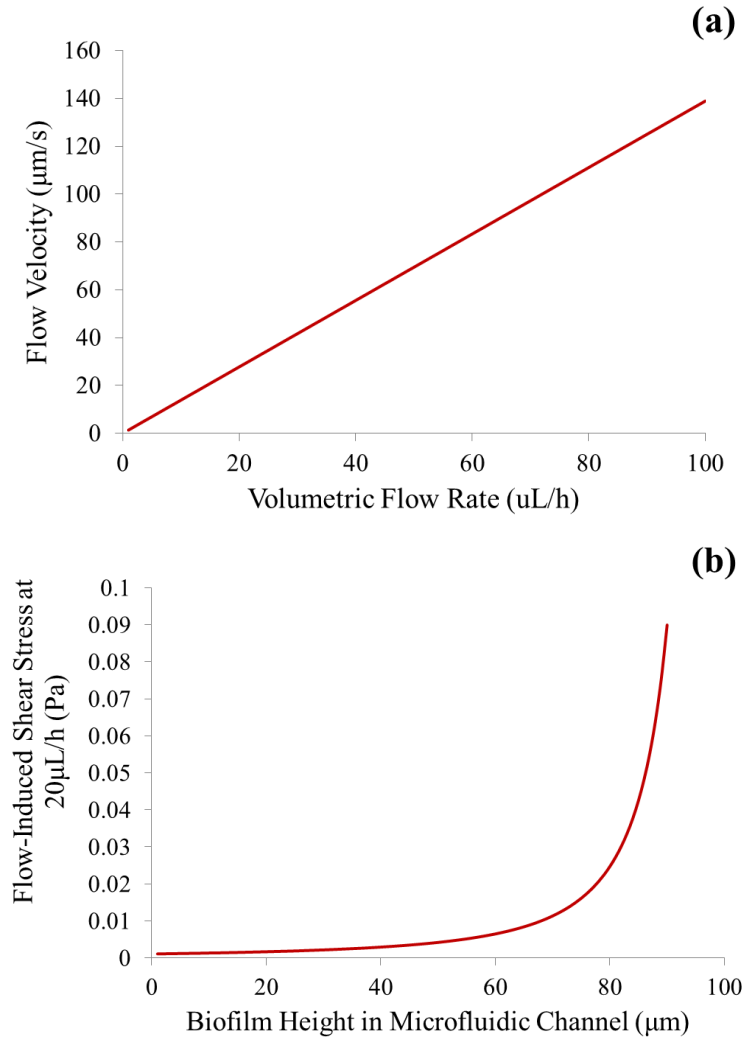 (a)
Flow Velocity (μm/s)
160
140
120
100
80
60
40
20
0
0 20 40 60 80 100
Volumetric Flow Rate (uL/h)
(b)
Flow-Induced Shear Stress at
20μL/h (Pa)
0.1
0.09
0.08
0.07
0.06
0.05
0.04
0.03
0.02
0.01
0
0 20 40 60 80 100
Biofilm Height in Microfluidic Channel (μm)